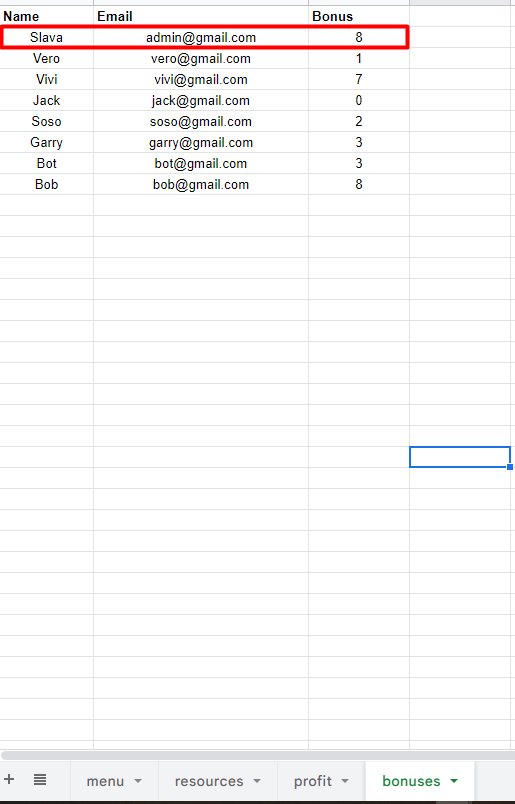 Name Email Bonus
Slava admin@gmail.com 8
Vero vero@gmail.com 1
Vivi vivi@gmail.com 7
Jack jack@gmail.com 0
Soso soso@gmail.com 2
Garry garry@gmail.com 3
Bot bot@gmail.com 3
Bob bob@gmail.com 8
+ menu resources profit bonuses